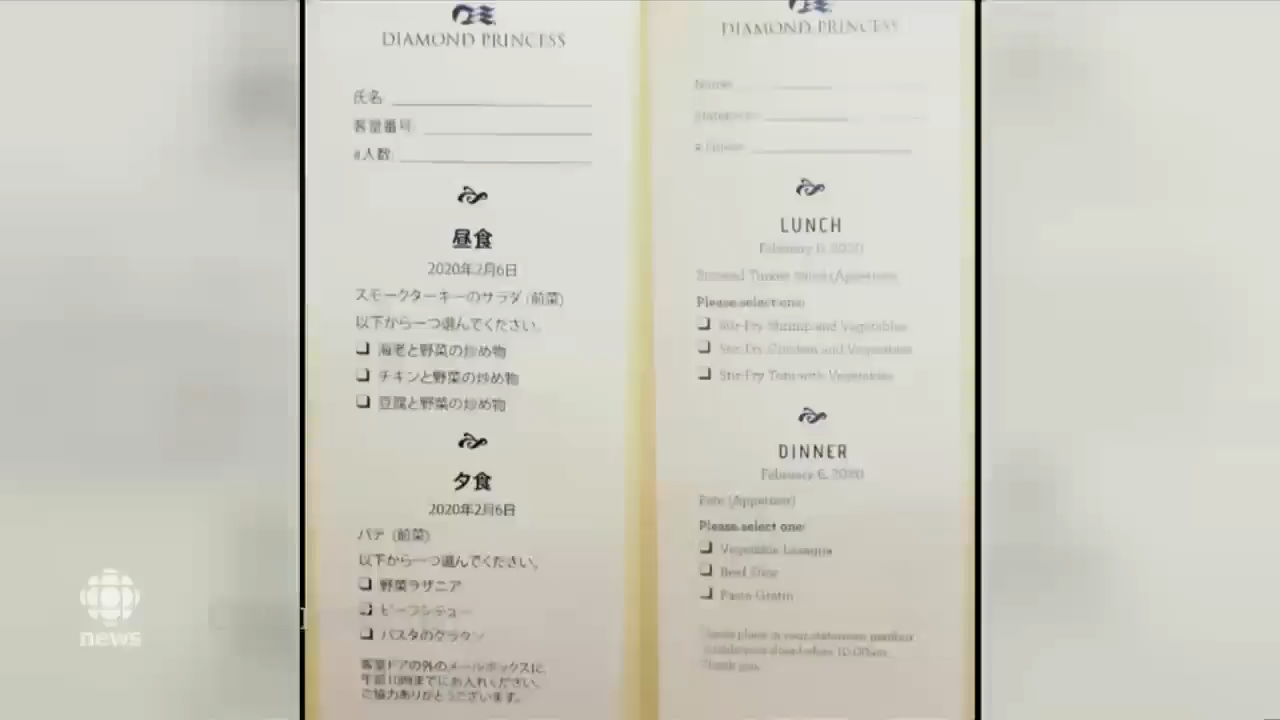 DIAMOND PRINCESS
氏名:
客室番号:
#人数:
昼食
2020年2月6日
スモークターキーのサラダ (前菜)
以下から一つ選んでください。
海老と野菜の炒め物
チキンと野菜の炒め物
豆腐と野菜の炒め物
夕食
2020年2月6日
パテ (前菜)
以下から一つ選んでください。
野菜ラザニア
ビーフシチュー
パスタのグラタン
客室ドアの外のメールボックスに、
午前10時までにお入れください。
ご協力ありがとうございます。
DIAMOND PRINCESS
Name:
LUNCH
February 6, 2020
Turkey Salad (Appetizer)
Please select one:
Stir-Fry Shrimp and Vegetables
Stir-Fry Chicken and Vegetables
Stir-Fry Tofu with Vegetables
DINNER
February 6, 2020
Pate (Appetizer)
Please select one:
Vegetable Lasagna
Beef Stew
Pasta Gratin
Thank you.
news